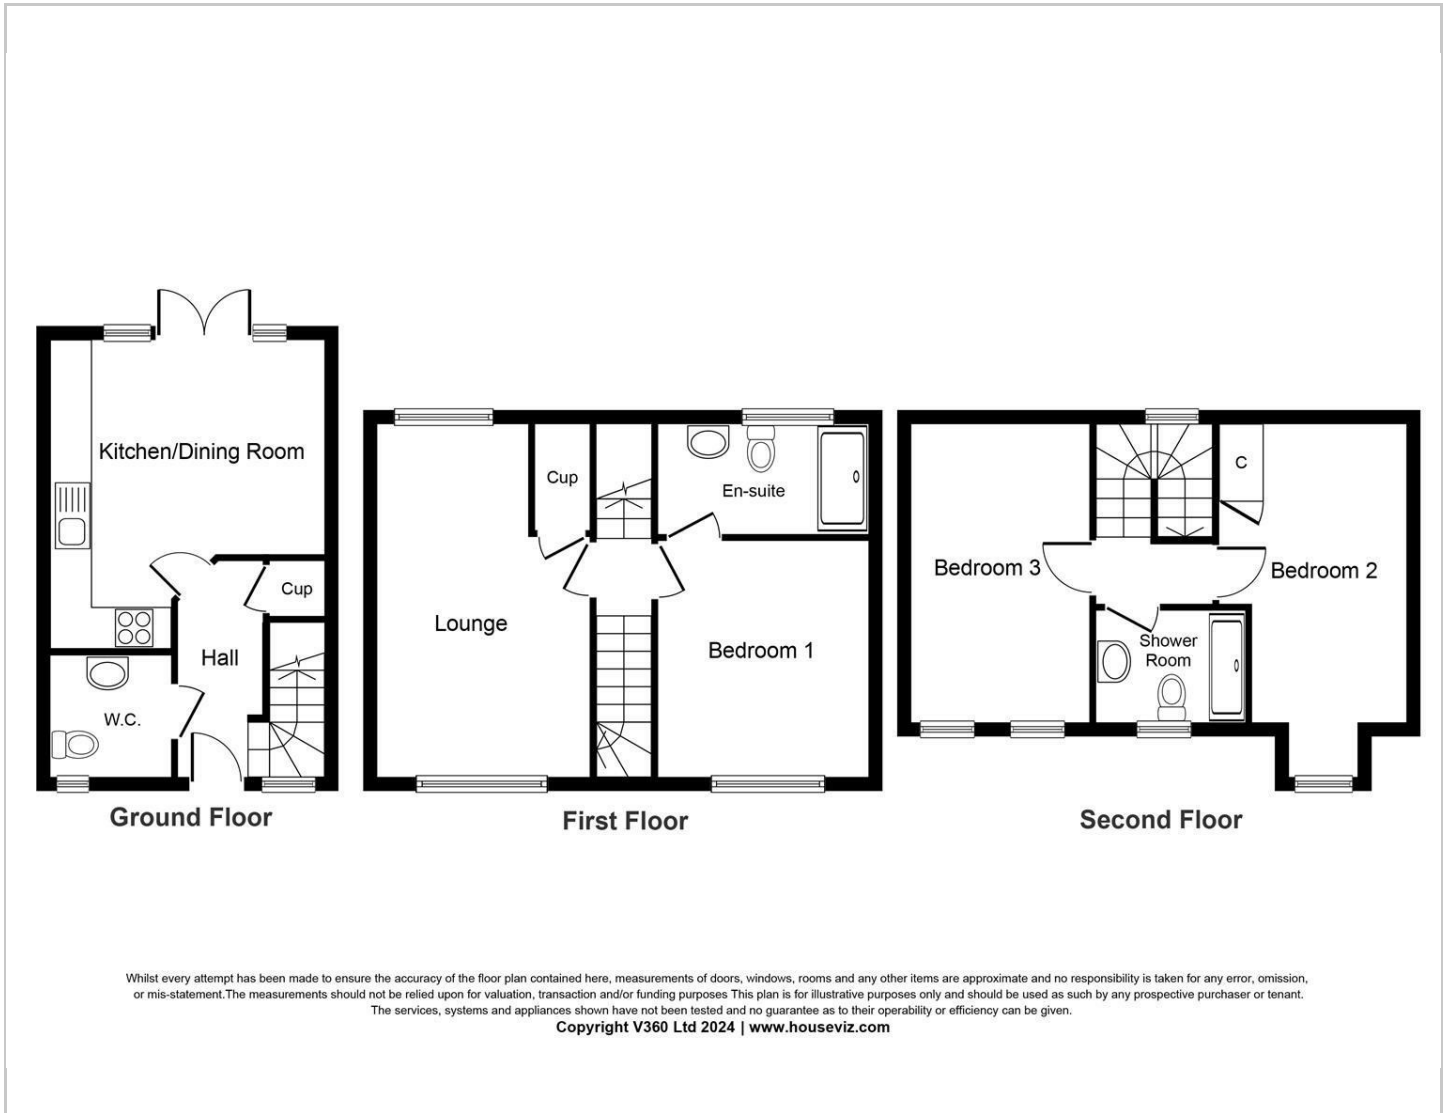 Kitchen/Dining Room
Cup
Hall
W.C.
Ground Floor
Cup
En-suite
Lounge
Bedroom 1
First Floor
C
Bedroom 3
Bedroom 2
Shower
Room
Second Floor
Whilst every attempt has been made to ensure the accuracy of the floor plan contained here, measurements of doors, windows, rooms and any other items are approximate and no responsibility is taken for any error, omission,
or mis-statement.The measurements should not be relied upon for valuation, transaction and/or funding purposes This plan is for illustrative purposes only and should be used as such by any prospective purchaser or tenant.
The services, systems and appliances shown have not been tested and no guarantee as to their operability or efficiency can be given.
Copyright V360 Ltd 2024 | www.houseviz.com